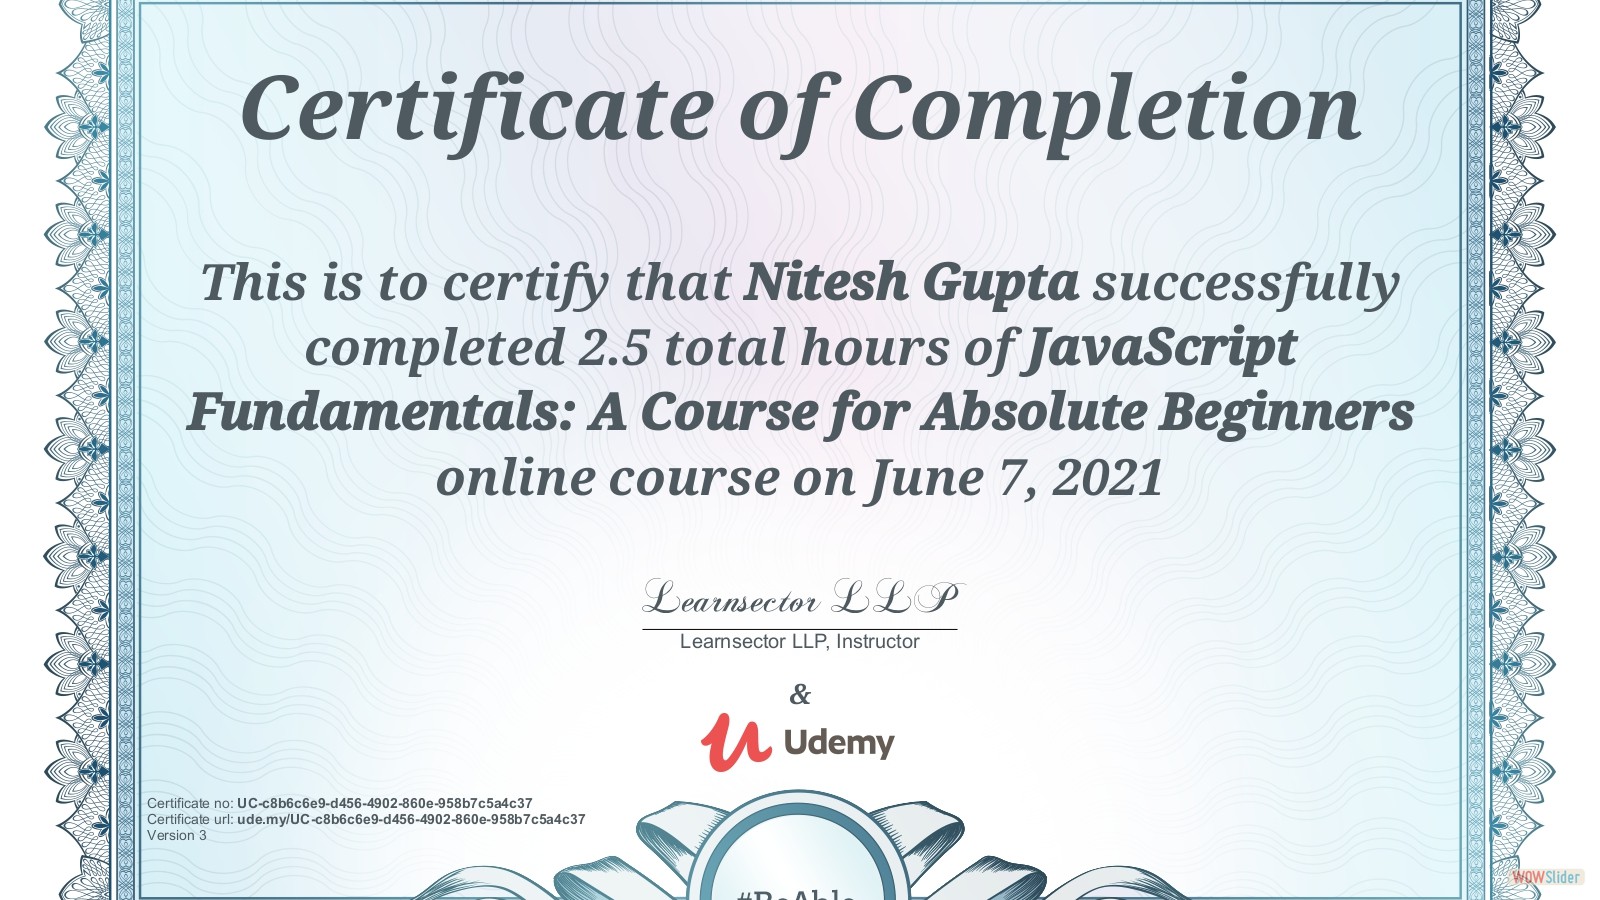 Certificate of Completion
This is to certify that Nitesh Gupta successfully
completed 2.5 total hours of JavaScript
Fundamentals: A Course for Absolute Beginners
online course on June 7, 2021
Learnsector LLP
Learnsector LLP, Instructor
&
Udemy
Certificate no: UC-c8b6c6e9-d456-4902-860e-958b7c5a4c37
Certificate url: ude.my/UC-c8b6c6e9-d456-4902-860e-958b7c5a4c37
Version 3
#BeAble
WOWSlider